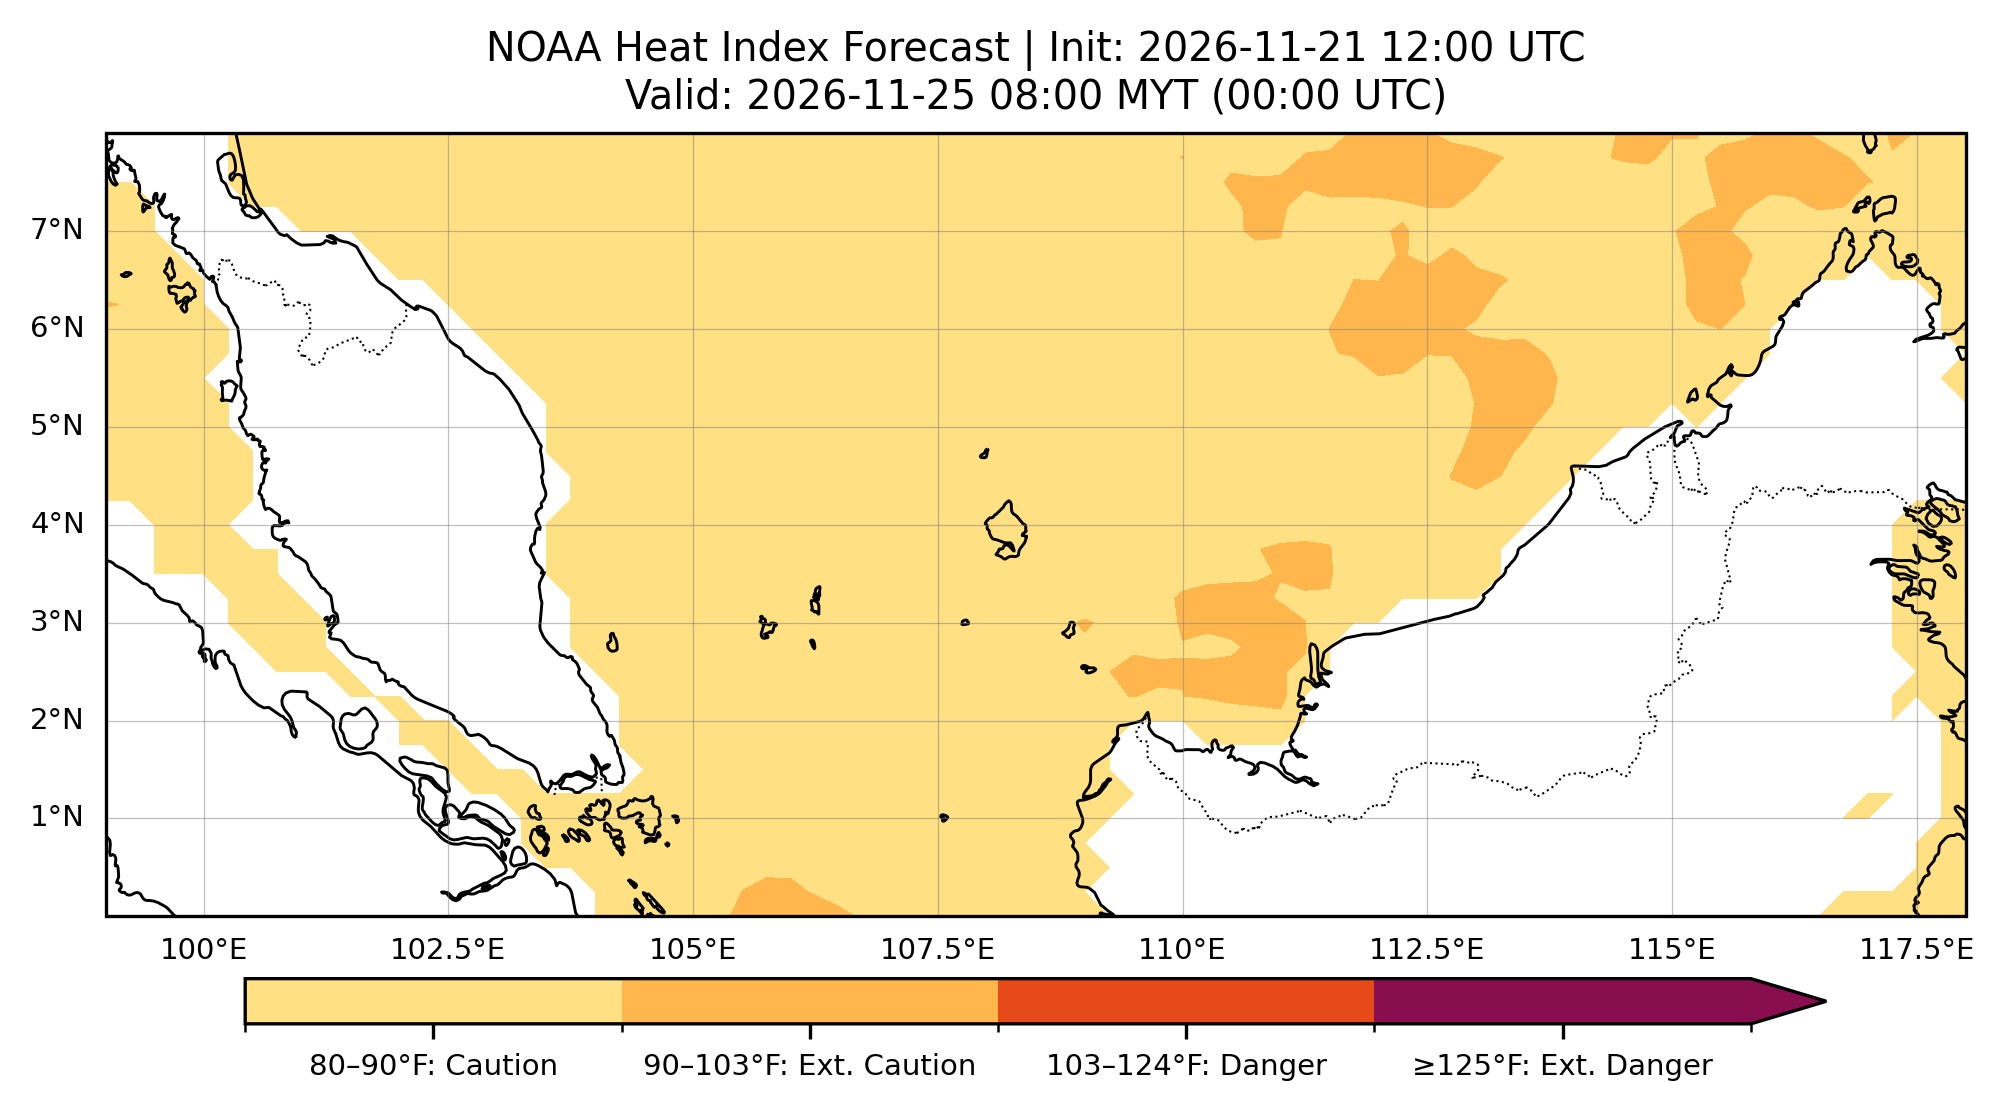 NOAA Heat Index Forecast | Init: 2026-11-21 12:00 UTC
Valid: 2026-11-25 08:00 MYT (00:00 UTC)
7°N
6°N
5°N
4°N
3°N
2°N
1°N
100°E 102.5°E 105°E 107.5°E 110°E 112.5°E 115°E 117.5°E
80–90°F: Caution 90–103°F: Ext. Caution 103–124°F: Danger ≥125°F: Ext. Danger